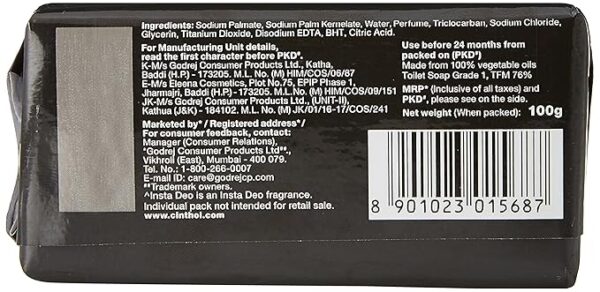 Ingredients: Sodium Palmate, Sodium Palm Kernelate, Water, Perfume, Triclocarban, Sodium Chloride,
Glycerin, Titanium Dioxide, Disodium EDTA, BHT, Citric Acid.
For Manufacturing Unit details,
read the first character before PKD#.
K-M/s Godrej Consumer Products Ltd., Katha,
Baddi (H.P.) - 173205. M.L. No. (M) HIM/COS/06/87
E-M/s Eleena Cosmetics, Plot No.75, EPIP Phase 1,
Jharmajri, Baddi (H.P.) - 173205. M.L. No. (M) HIM/COS/09/151
JK-M/s Godrej Consumer Products Ltd., (UNIT-II),
Kathua (J&K) - 184102. M.L. No. (M) JK/01/16-17/COS/241
Marketed by* / Registered address*/
For consumer feedback, contact:
Manager (Consumer Relations),
*Godrej Consumer Products Ltd**.,
Vikhroli (East), Mumbai - 400 079.
Tel. No.: 1-800-266-0007
E-mail ID: care@godrejcp.com
**Trademark owners.
^Insta Deo is an Insta Deo fragrance.
Individual pack not intended for retail sale.
www.cinthol.com
Use before 24 months from
packed on (PKD#)
Made from 100% vegetable oils
Toilet Soap Grade 1, TFM 76%
MRP* (Inclusive of all taxes) and
PKD#, please see on the side.
Net weight (When packed): 100g
8 901023 015687